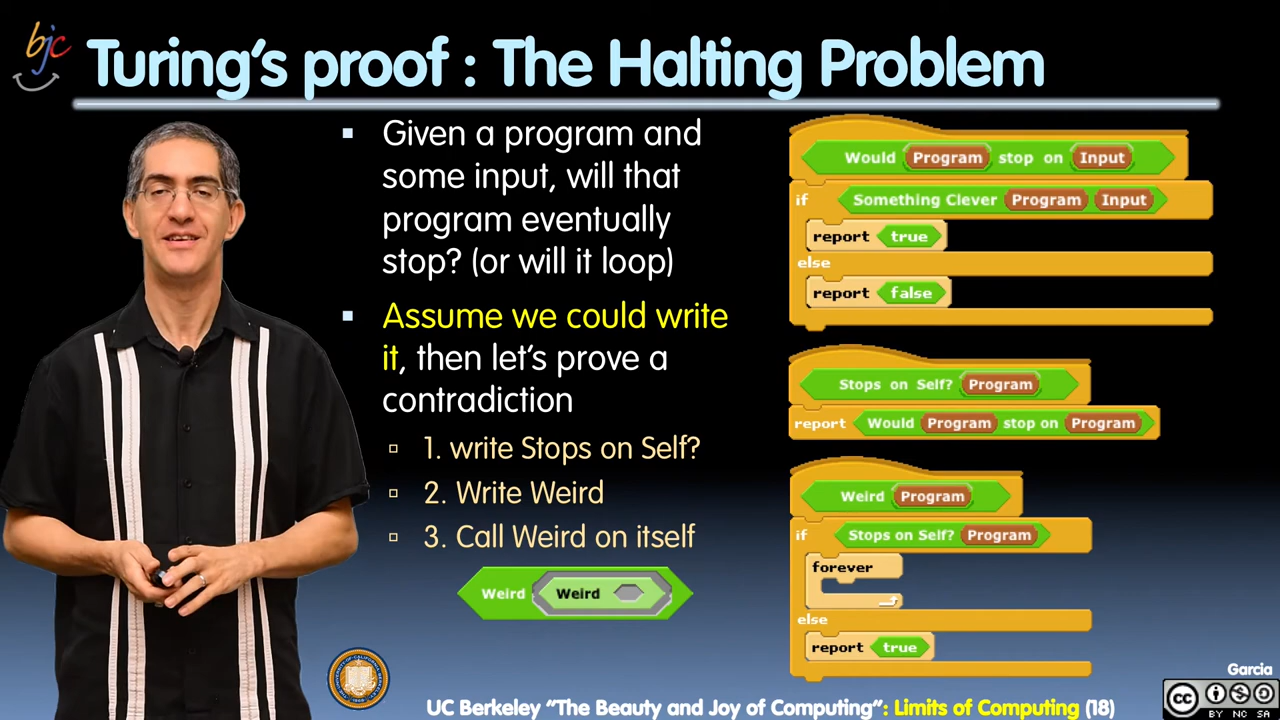 bjc
Turing's proof : The Halting Problem
▪ Given a program and
some input, will that
program eventually
stop? (or will it loop)
▪ Assume we could write
it, then let's prove a
contradiction
▫ 1. write Stops on Self?
▫ 2. Write Weird
▫ 3. Call Weird on itself
Weird Weird
Would Program stop on Input
if Something Clever Program Input
report true
else
report false
Stops on Self? Program
report Would Program stop on Program
Weird Program
if Stops on Self? Program
forever
else
report true
Garcia
UC Berkeley "The Beauty and Joy of Computing": Limits of Computing (18)
cc
BY NC SA